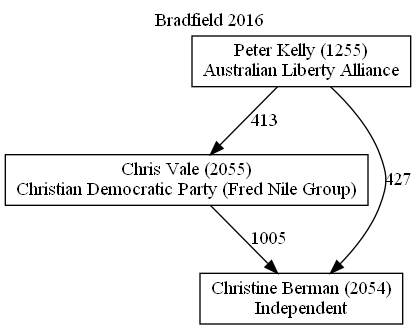 Bradfield 2016
Peter Kelly (1255)
Australian Liberty Alliance
413
Chris Vale (2055)
Christian Democratic Party (Fred Nile Group)
427
1005
Christine Berman (2054)
Independent